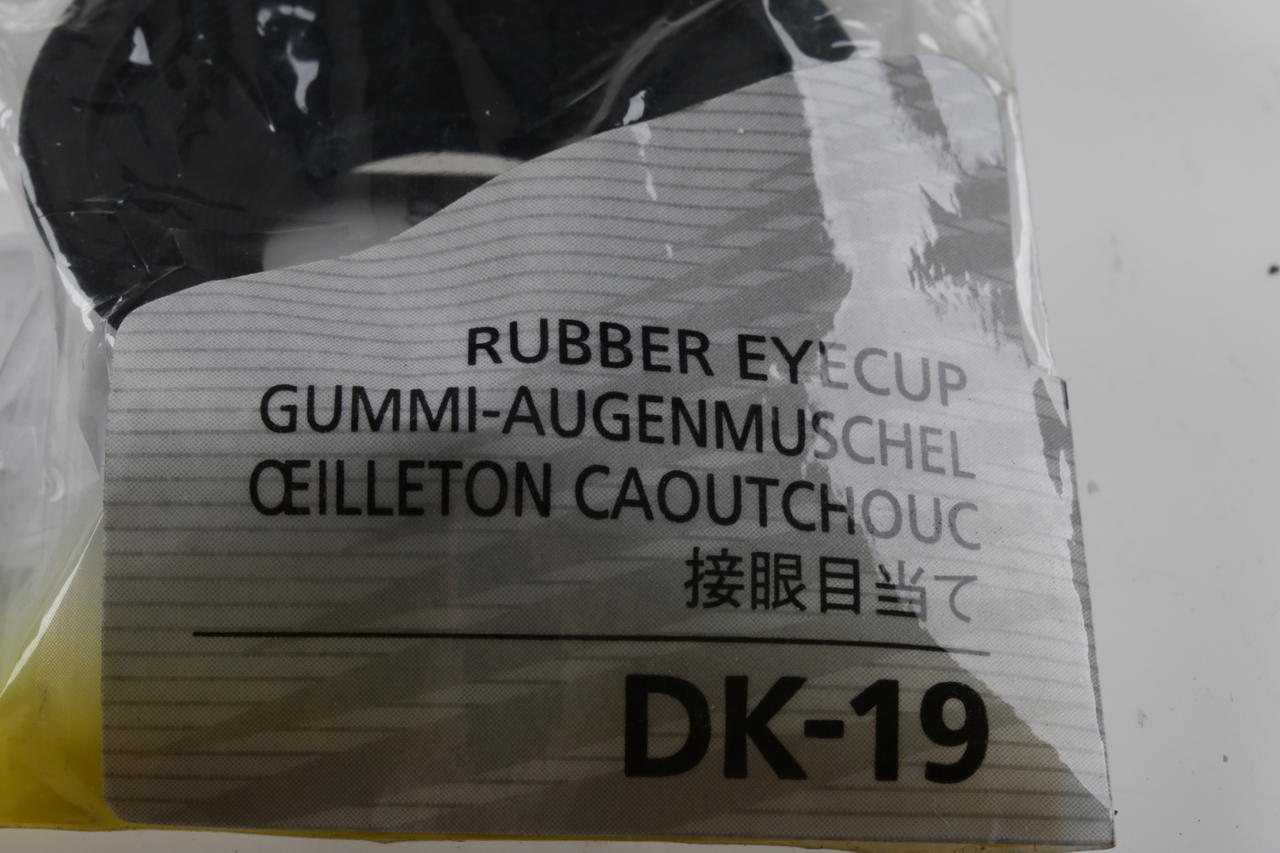 RUBBER EYECUP
GUMMI-AUGENMUSCHEL
ŒILLETON CAOUTCHOUC
接眼目当て
DK-19